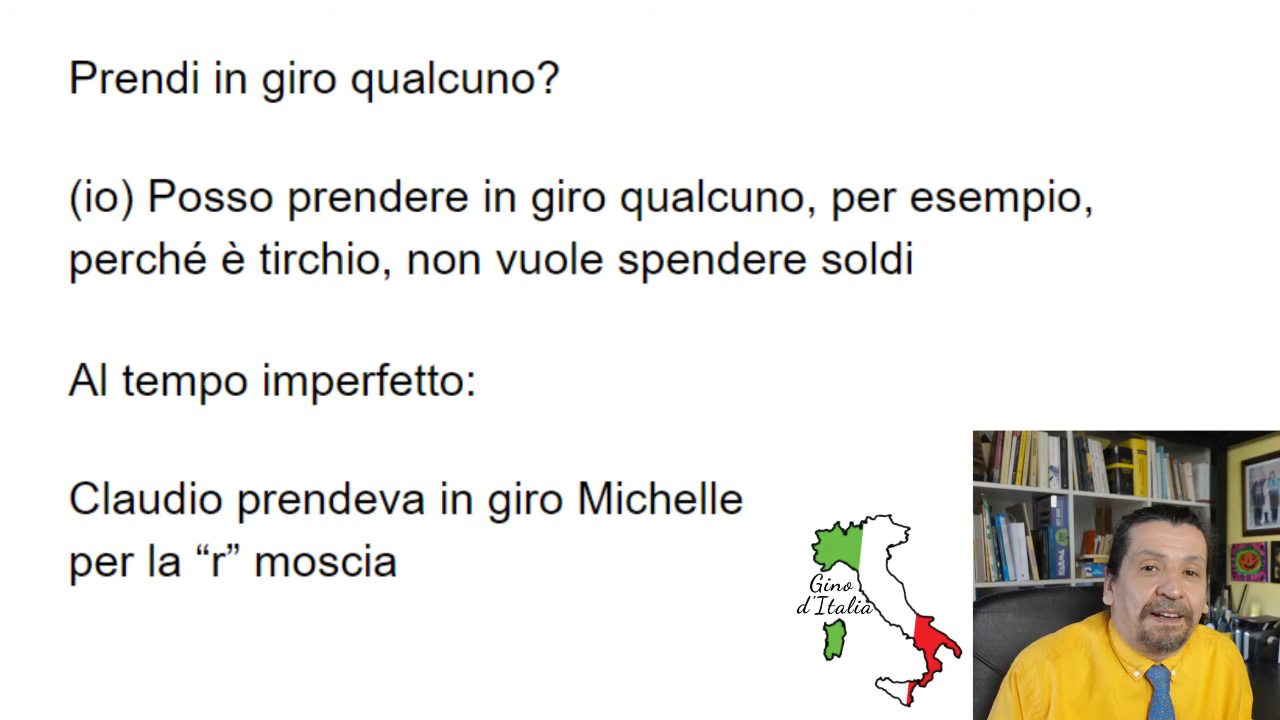 Prendi in giro qualcuno?
(io) Posso prendere in giro qualcuno, per esempio,
perché è tirchio, non vuole spendere soldi
Al tempo imperfetto:
Claudio prendeva in giro Michelle
per la “r” moscia
Gino
d'Italia